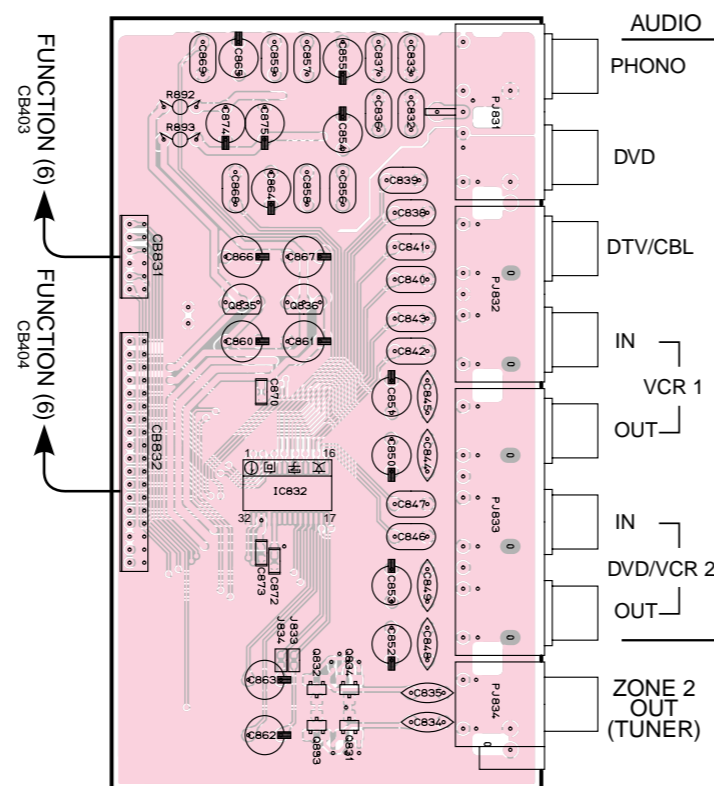 AUDIO
PHONO
DVD
DTV/CBL
IN
VCR 1
OUT
IN
DVD/VCR 2
OUT
ZONE 2
OUT
(TUNER)
FUNCTION (6)
CB403
FUNCTION (6)
CB404
C869
C865
C859
C857
C855
C837
C833
R892
R893
C874
C875
C854
C836
C832
PJ831
C868
C864
C858
C856
C839
C838
CB831
C866
C867
C841
C840
PJ832
Q835
Q836
C860
C861
C843
C842
CB832
C870
C851
C845
C850
C844
1
16
IC832
32
17
C847
C846
PJ833
C873
C872
C853
C849
C852
C848
J834
J833
C863
Q832
Q834
C835
C834
PJ834
C862
Q833
Q831